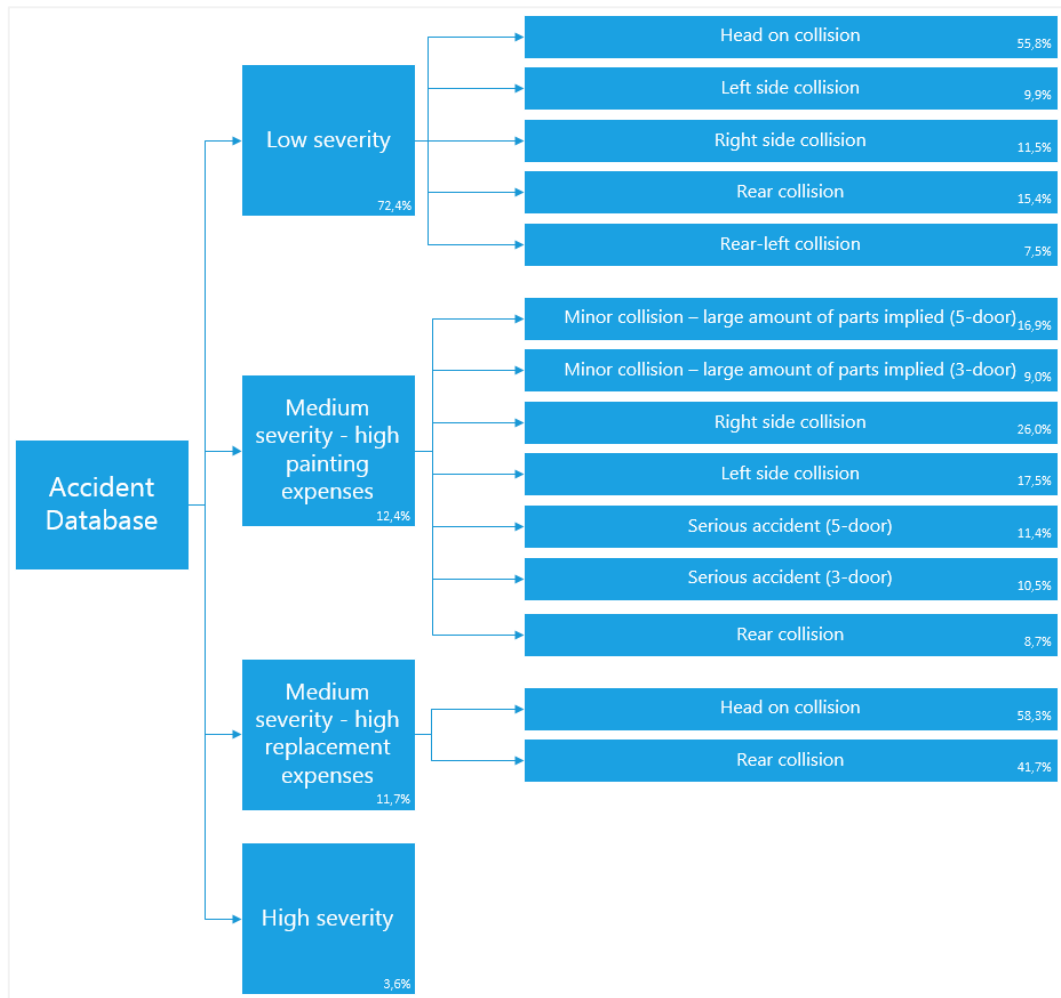 Accident
Database
Low severity
72,4%
Head on collision
55,8%
Left side collision
9,9%
Right side collision
11,5%
Rear collision
15,4%
Rear-left collision
7,5%
Medium
severity - high
painting
expenses
12,4%
Minor collision – large amount of parts implied (5-door)
16,9%
Minor collision – large amount of parts implied (3-door)
9,0%
Right side collision
26,0%
Left side collision
17,5%
Serious accident (5-door)
11,4%
Serious accident (3-door)
10,5%
Rear collision
8,7%
Medium
severity - high
replacement
expenses
11,7%
Head on collision
58,3%
Rear collision
41,7%
High severity
3,6%